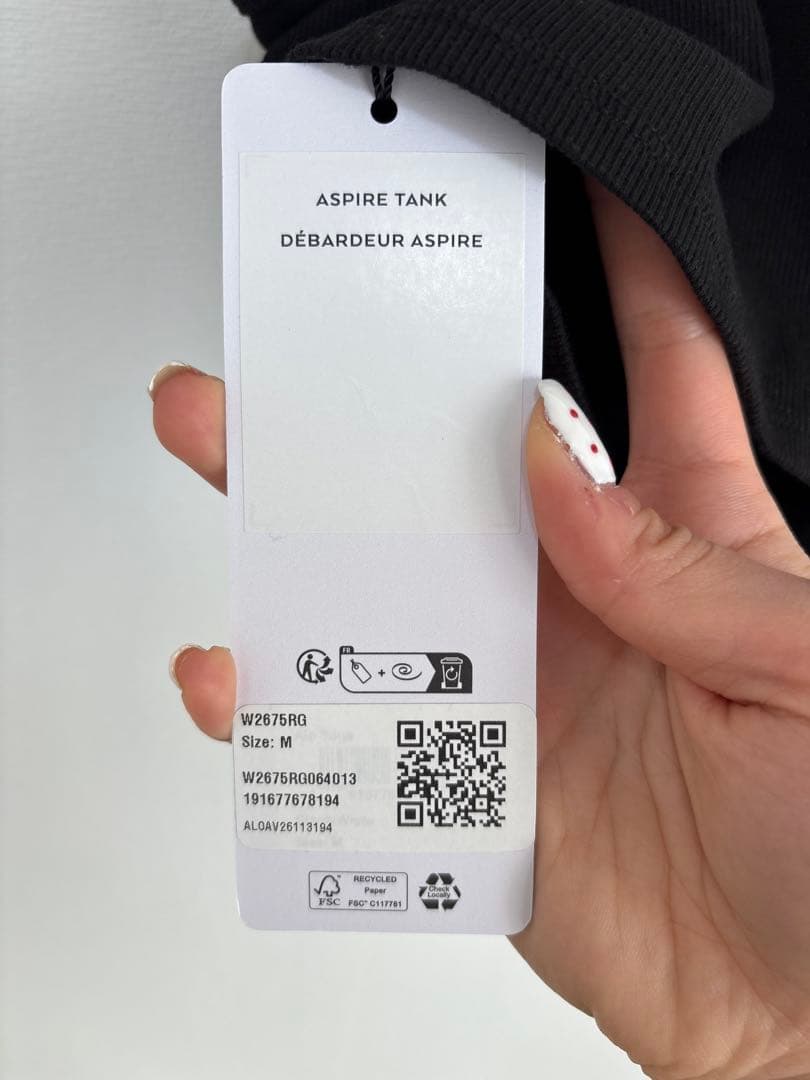 ASPIRE TANK
DÉBARDEUR ASPIRE
FR
+
W2675RG
Size: M
W2675RG064013
191677678194
ALOAV26113194
FSC
RECYCLED
Paper
FSC® C117781
Check
Locally